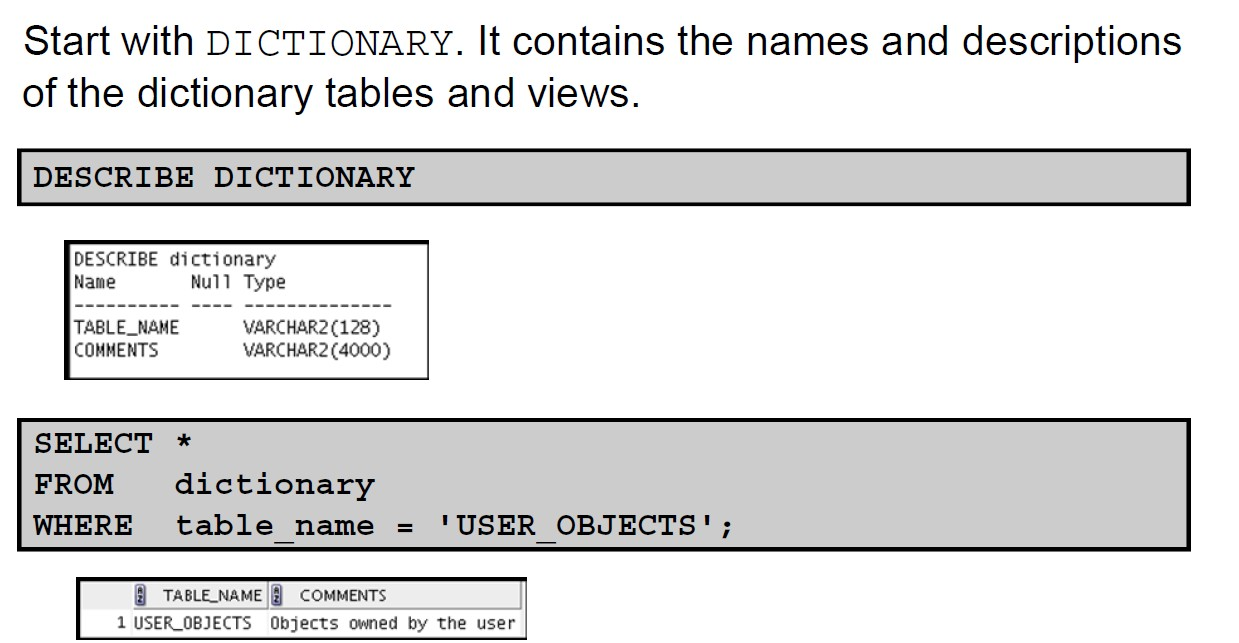 Start with DICTIONARY. It contains the names and descriptions
of the dictionary tables and views.
DESCRIBE DICTIONARY
DESCRIBE dictionary
Name       Null Type
---------- ---- --------------
TABLE_NAME      VARCHAR2(128)
COMMENTS        VARCHAR2(4000)
SELECT *
FROM   dictionary
WHERE  table_name = 'USER_OBJECTS';
TABLE_NAME COMMENTS
1 USER_OBJECTS Objects owned by the user